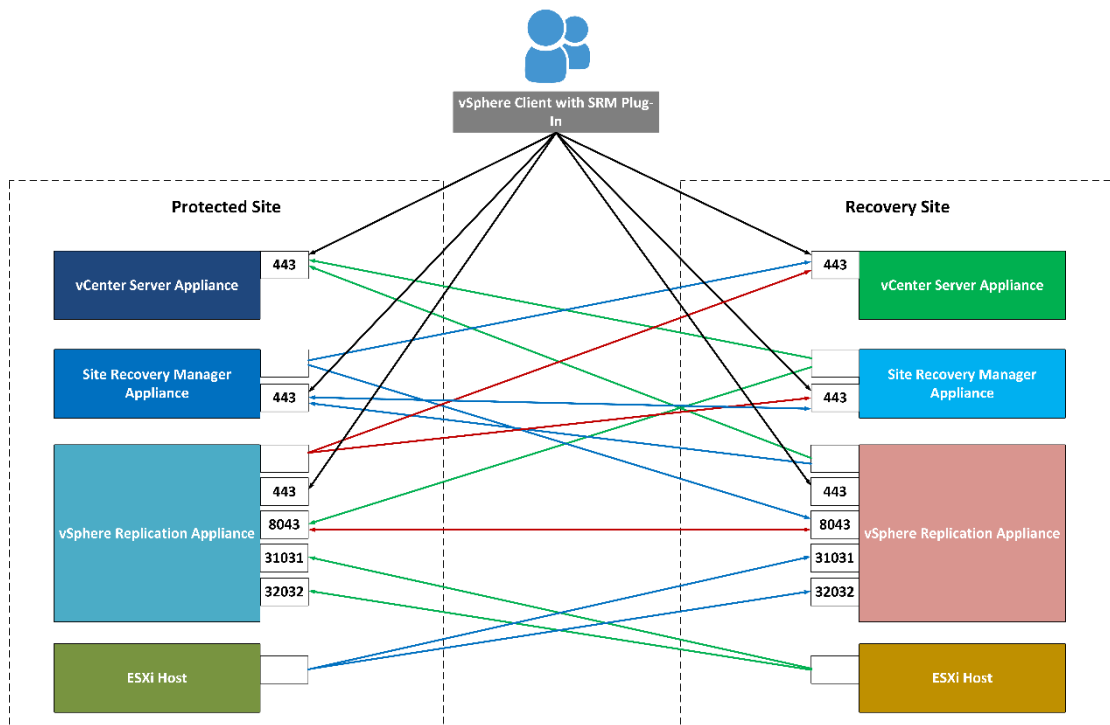 vSphere Client with SRM Plug-
In
Protected Site
Recovery Site
vCenter Server Appliance
443
443
vCenter Server Appliance
Site Recovery Manager
Appliance
443
443
Site Recovery Manager
Appliance
vSphere Replication Appliance
443
8043
31031
32032
443
8043
31031
32032
vSphere Replication Appliance
ESXi Host
ESXi Host